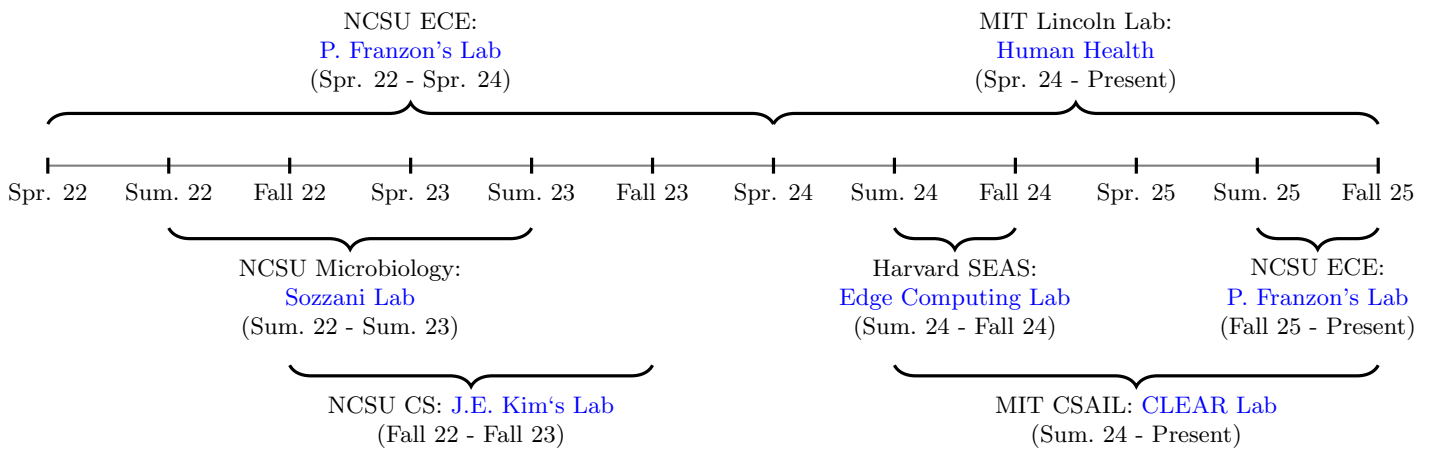 NCSU ECE:
P. Franzon's Lab
(Spr. 22 - Spr. 24)
MIT Lincoln Lab:
Human Health
(Spr. 24 - Present)
Spr. 22 Sum. 22 Fall 22 Spr. 23 Sum. 23 Fall 23 Spr. 24 Sum. 24 Fall 24 Spr. 25 Sum. 25 Fall 25
NCSU Microbiology:
Sozzani Lab
(Sum. 22 - Sum. 23)
Harvard SEAS:
Edge Computing Lab
(Sum. 24 - Fall 24)
NCSU ECE:
P. Franzon's Lab
(Fall 25 - Present)
NCSU CS: J.E. Kim‘s Lab
(Fall 22 - Fall 23)
MIT CSAIL: CLEAR Lab
(Sum. 24 - Present)